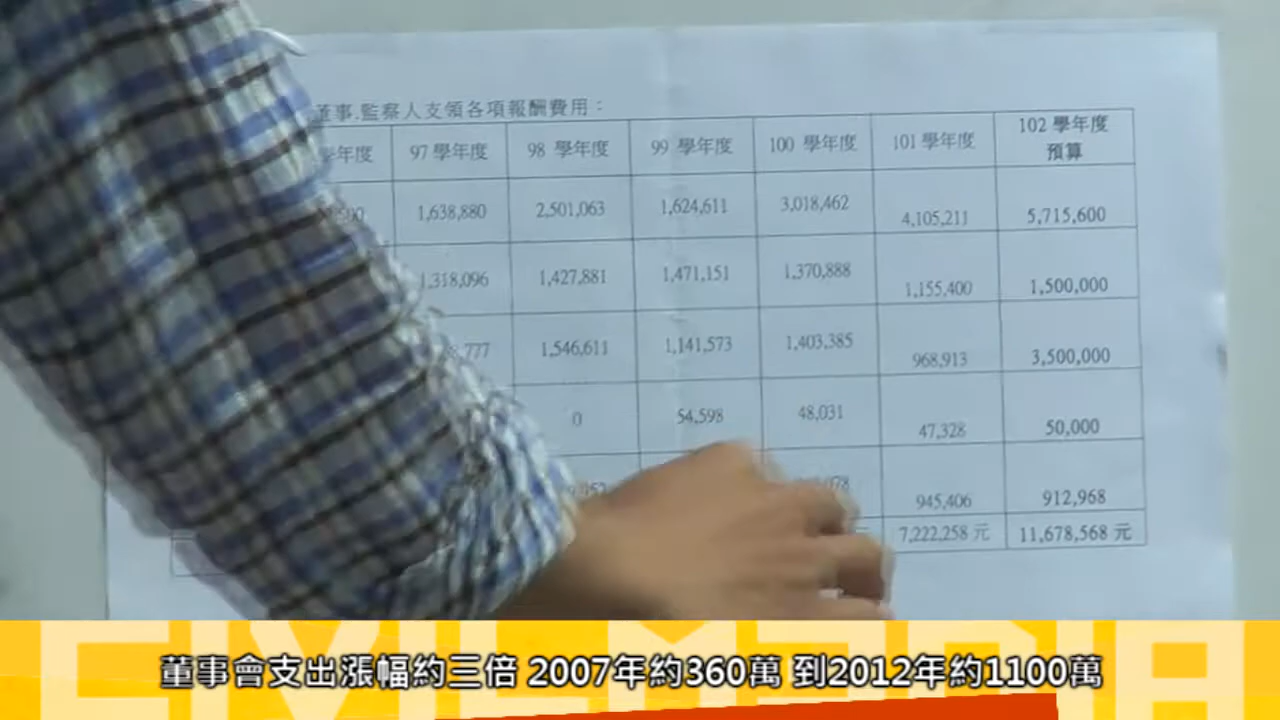 董事.監察人支領各項報酬費用：
學年度 97 學年度 98 學年度 99 學年度 100 學年度 101 學年度 102 學年度 預算
1,638,880 2,501,063 1,624,611 3,018,462 4,105,211 5,715,600
1,318,096 1,427,881 1,471,151 1,370,888 1,155,400 1,500,000
,777 1,546,611 1,141,573 1,403,385 968,913 3,500,000
0 54,598 48,031 47,328 50,000
945,406 912,968
7,222,258 元 11,678,568 元
CIVILMEDIA
董事會支出漲幅約三倍 2007年約360萬 到2012年約1100萬